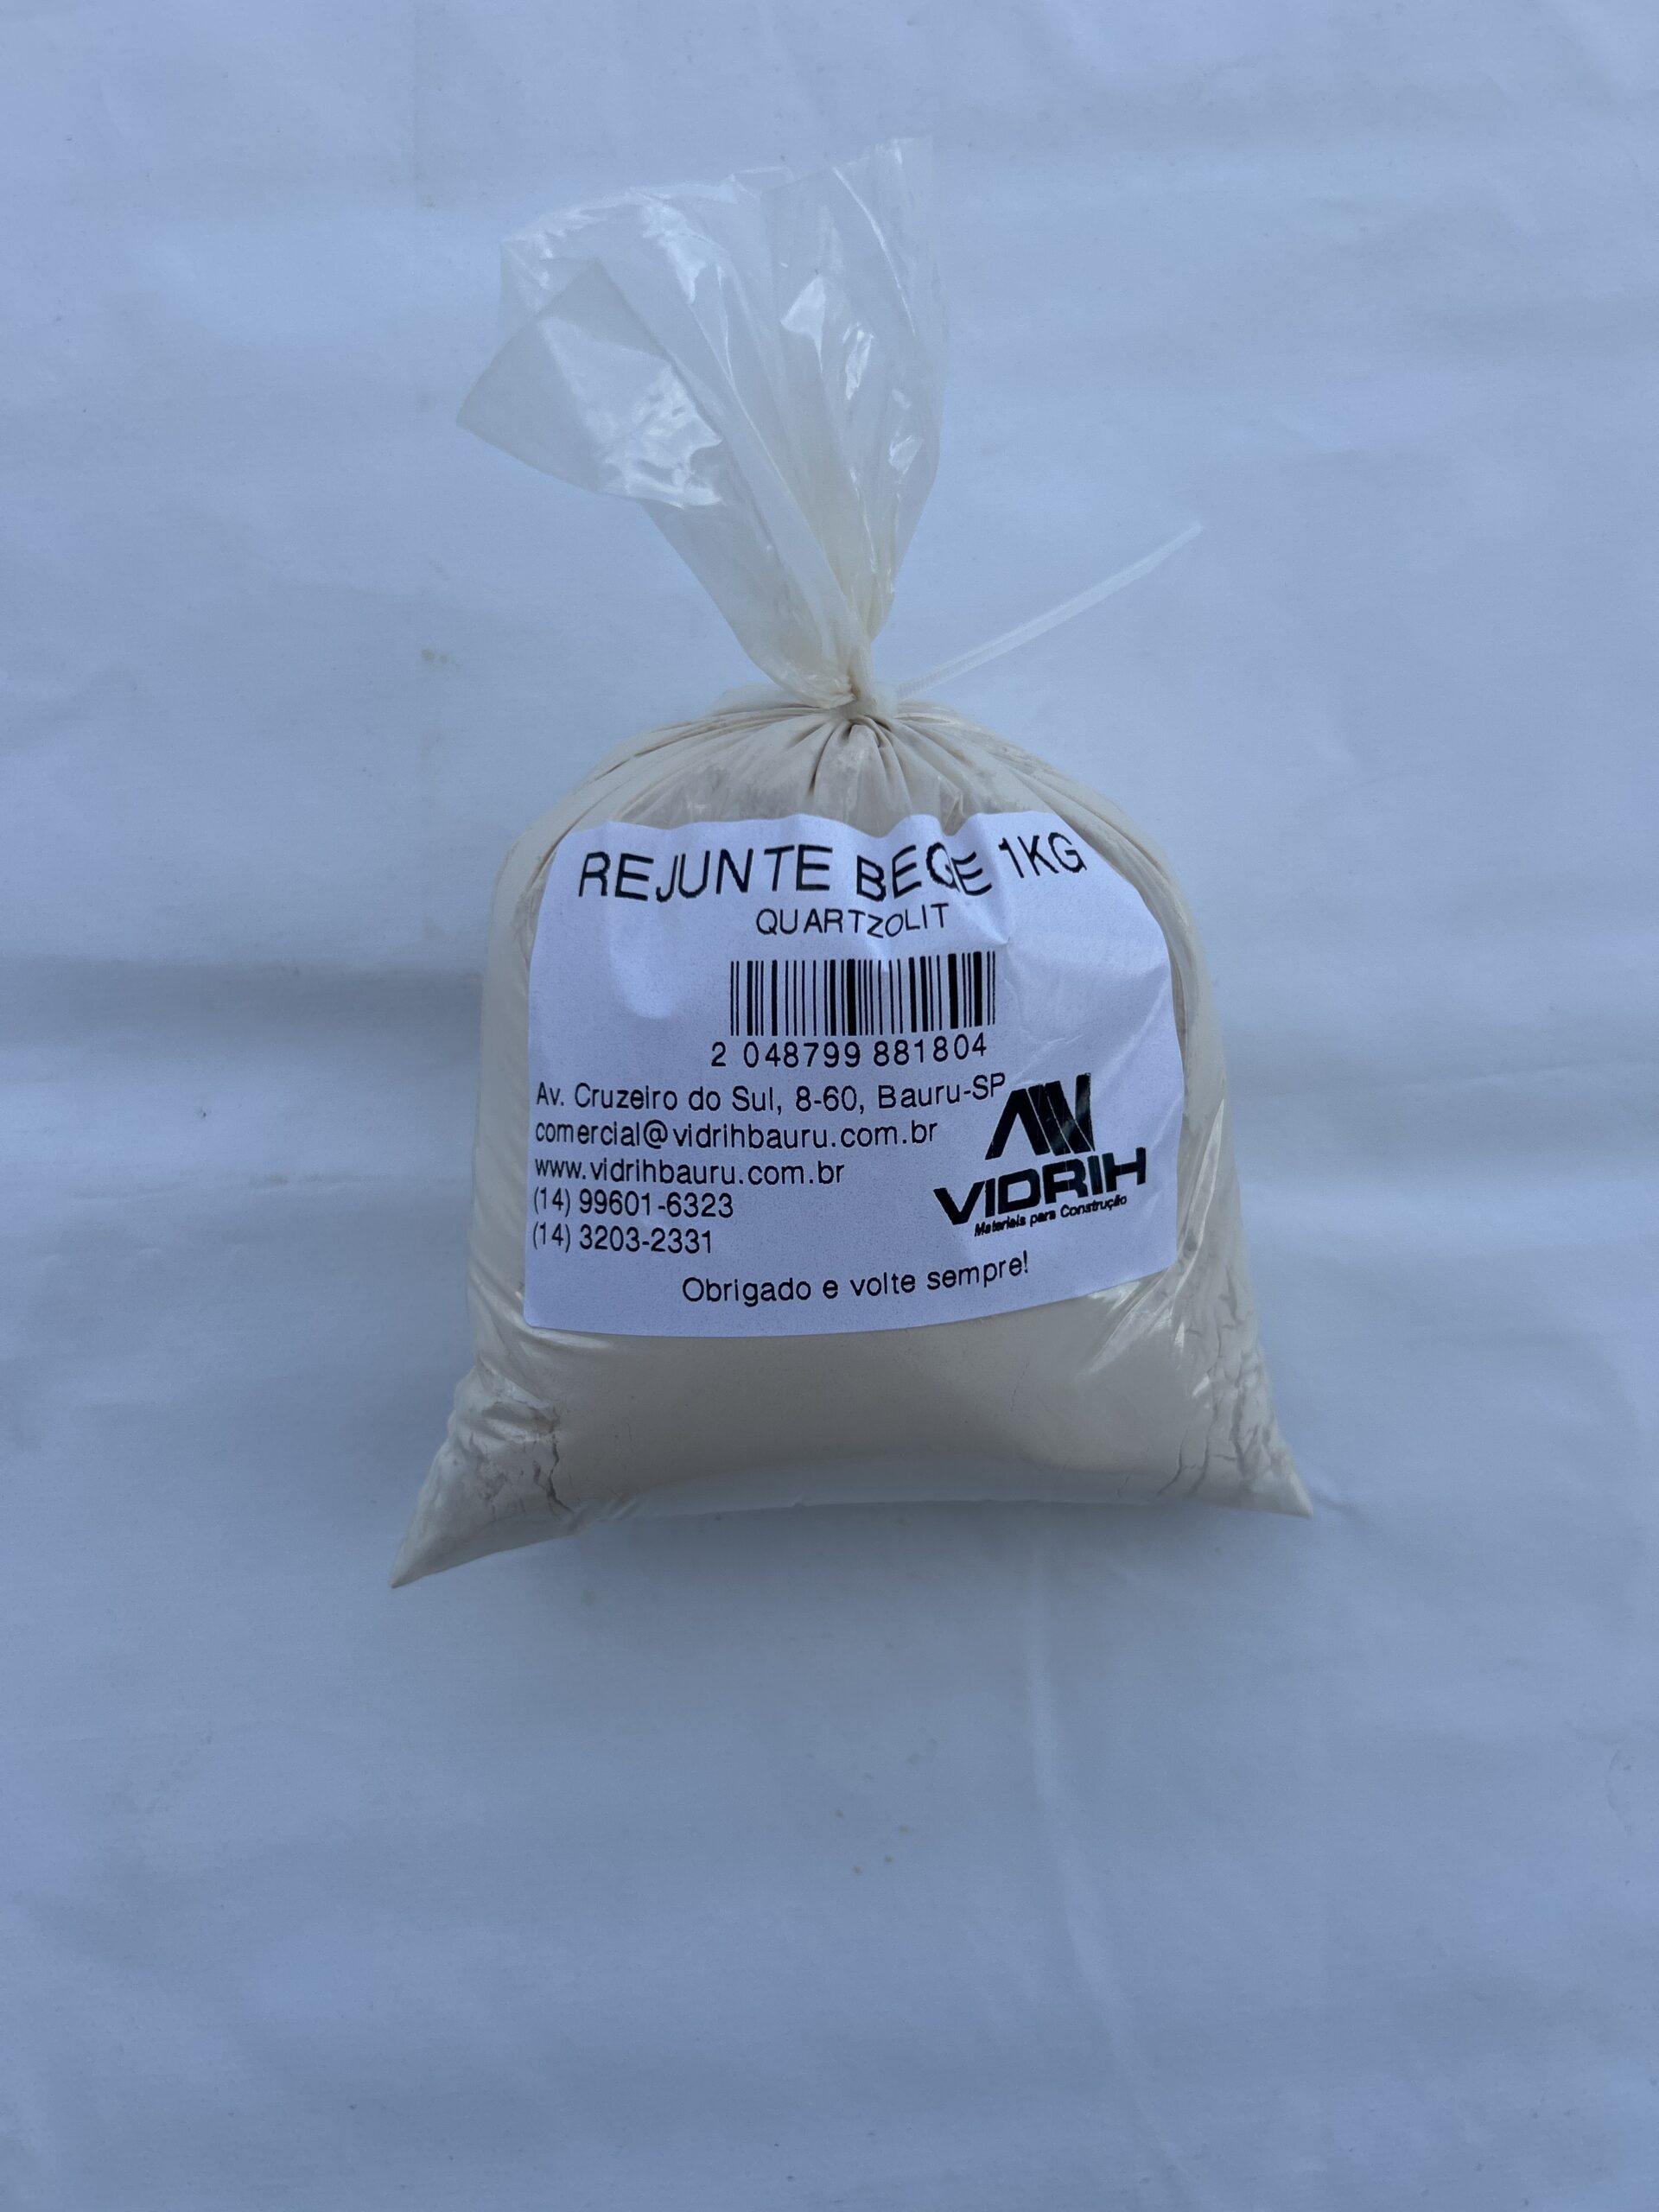 REJUNTE BEGE 1KG
QUARTZOLIT
2 048799 881804
Av. Cruzeiro do Sul, 8-60, Bauru-SP
comercial@vidrihbauru.com.br
www.vidrihbauru.com.br
(14) 99601-6323
(14) 3203-2331
VIDRIH
Materiais para Construção
Obrigado e volte sempre!